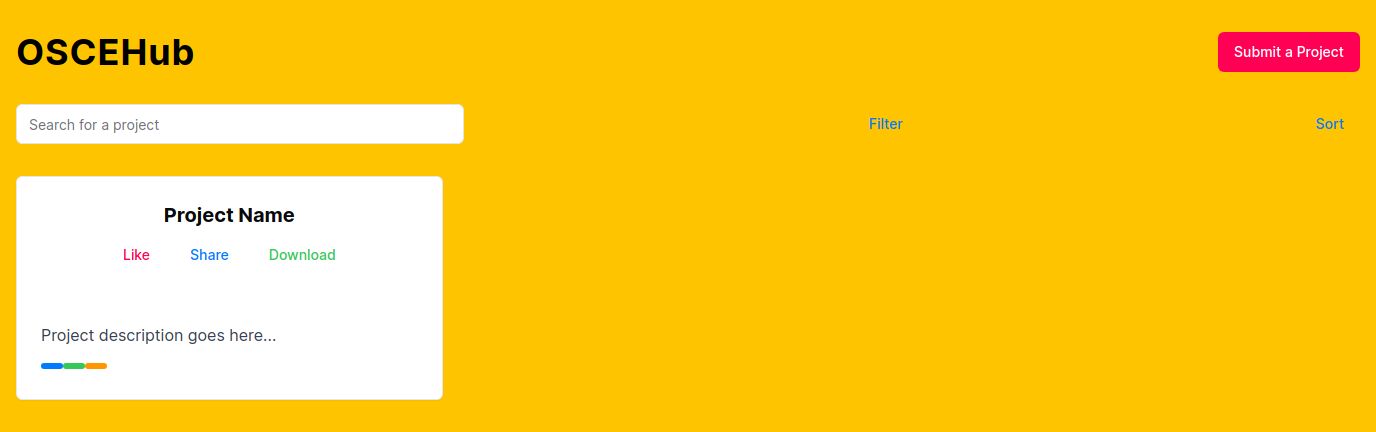 OSCEHub
Submit a Project
Search for a project
Filter
Sort
Project Name
Like Share Download
Project description goes here...